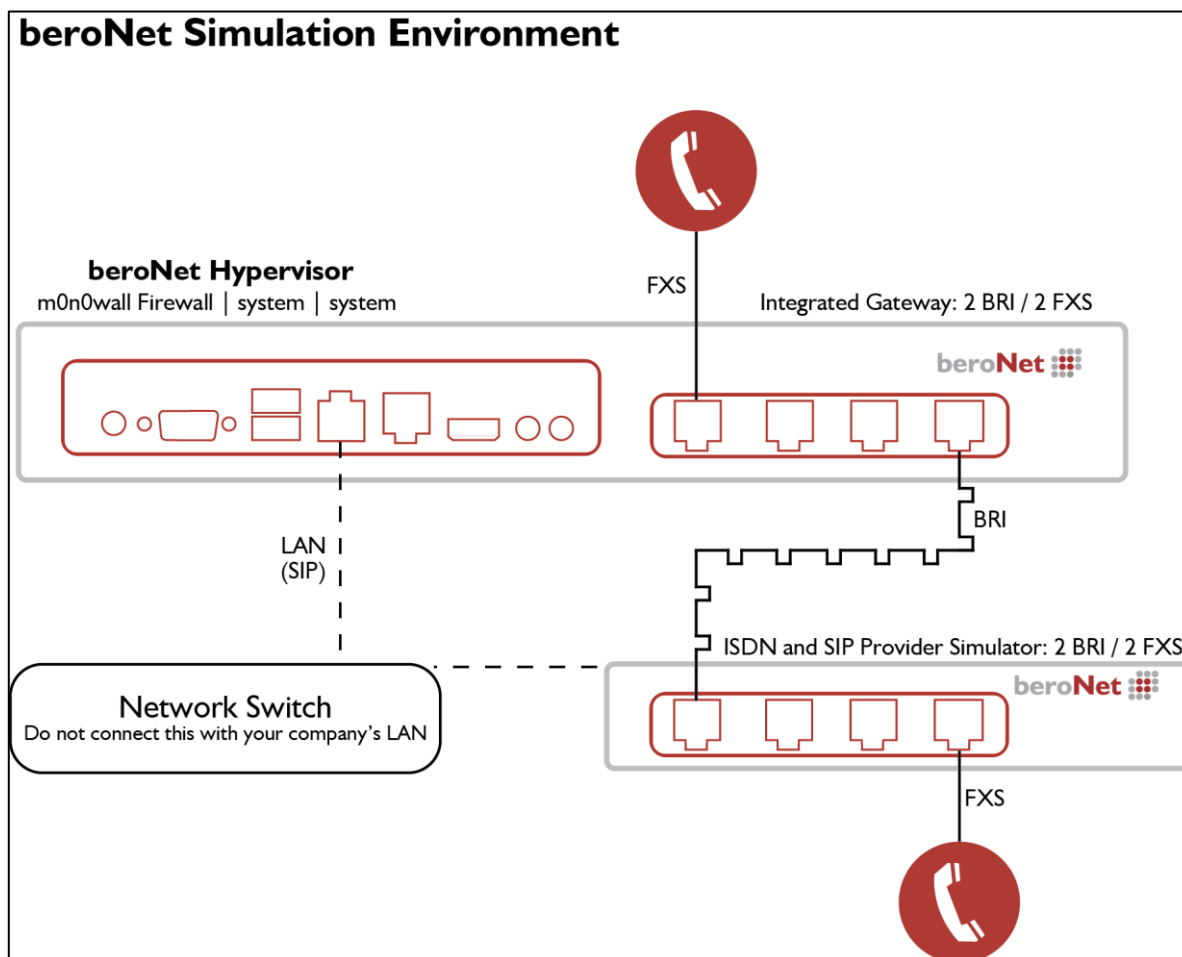 beroNet Simulation Environment
beroNet Hypervisor
m0n0wall Firewall | system | system
FXS
Integrated Gateway: 2 BRI / 2 FXS
beroNet
BRI
LAN
(SIP)
ISDN and SIP Provider Simulator: 2 BRI / 2 FXS
beroNet
Network Switch
Do not connect this with your company's LAN
FXS